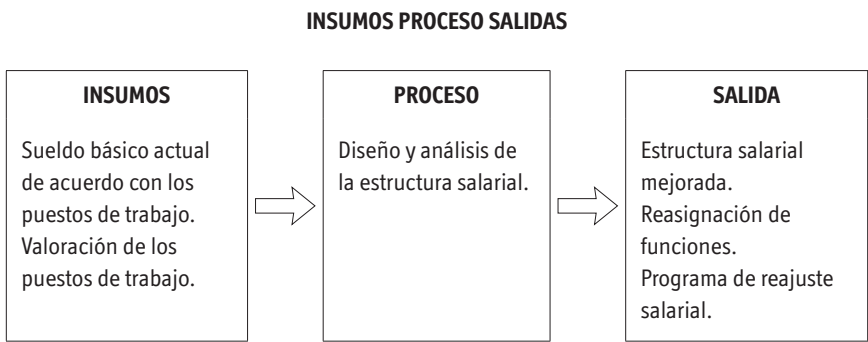 INSUMOS PROCESO SALIDAS
INSUMOS
Sueldo básico actual
de acuerdo con los
puestos de trabajo.
Valoración de los
puestos de trabajo.
PROCESO
Diseño y análisis de
la estructura salarial.
SALIDA
Estructura salarial
mejorada.
Reasignación de
funciones.
Programa de reajuste
salarial.